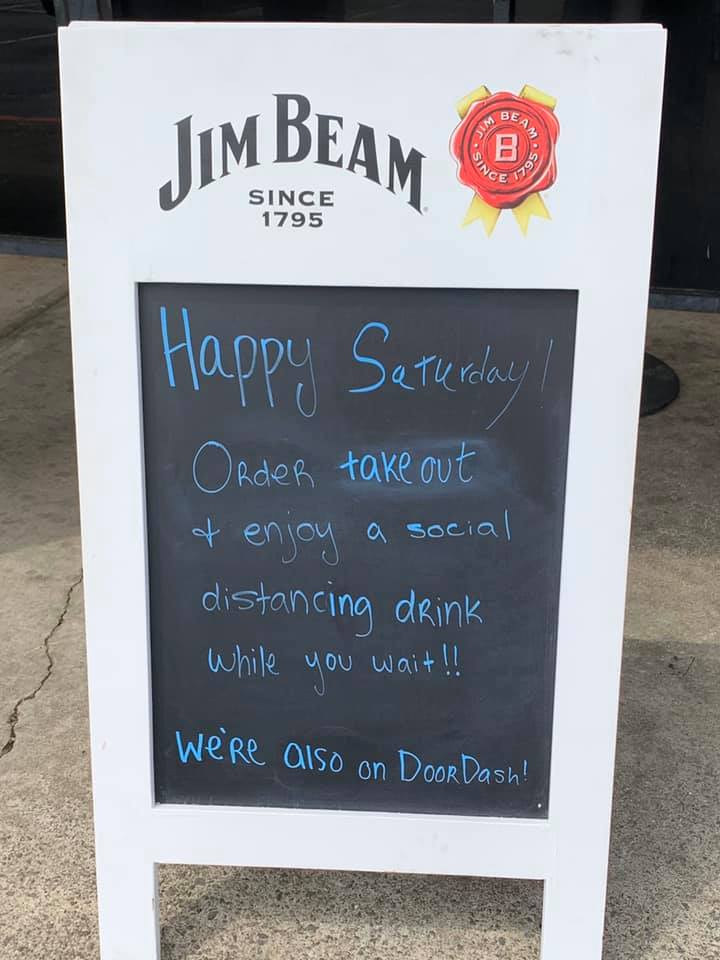 JIM BEAM
SINCE
1795
JIM BEAM
B
SINCE 1795
Happy Saturday!
ORdeR take out
& enjoy a social
distancing dRink
while you wait!!
We'Re also on DooRDash!